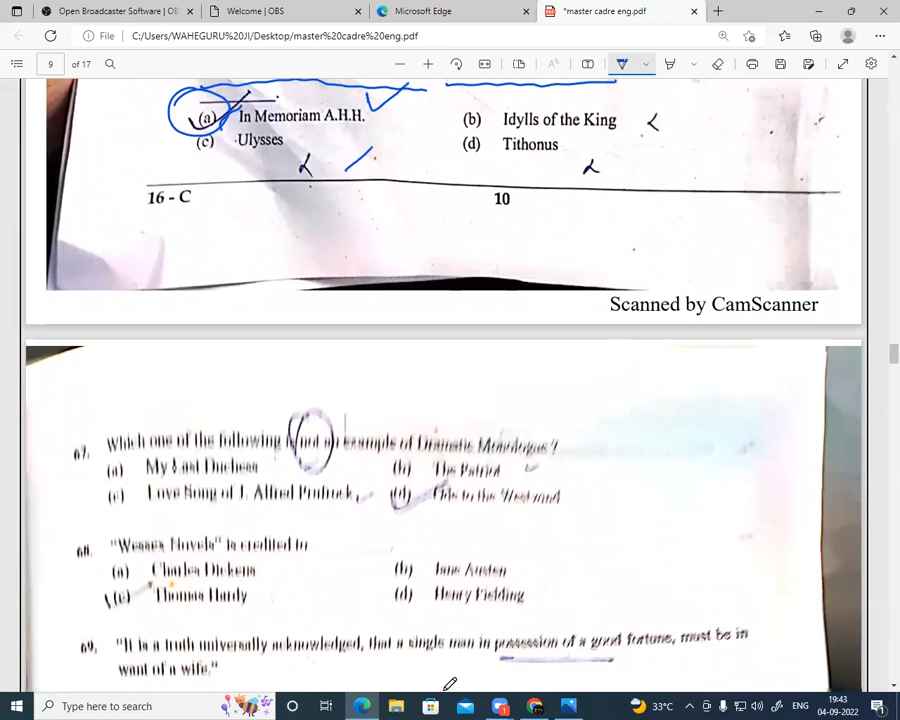 Open Broadcaster Software | OBS
Welcome | OBS
Microsoft Edge
*master cadre eng.pdf
File
C:/Users/WAHEGURU%20JI/Desktop/master%20cadre%20eng.pdf
9 of 17
(a) In Memoriam A.H.H.
(b) Idylls of the King
(c) Ulysses
(d) Tithonus
16 - C
10
Scanned by CamScanner
67. Which one of the following is not an example of Dramatic Monologue?
(a) My Last Duchess
(b) The Patriot
(c) Love Song of J. Alfred Prufrock
(d) Ode to the West wind
68. "Wessex Novels" is credited to
(a) Charles Dickens
(b) Jane Austen
(c) Thomas Hardy
(d) Henry Fielding
69. "It is a truth universally acknowledged, that a single man in possession of a good fortune, must be in
want of a wife."
Type here to search
33°C
ENG
19:43
04-09-2022